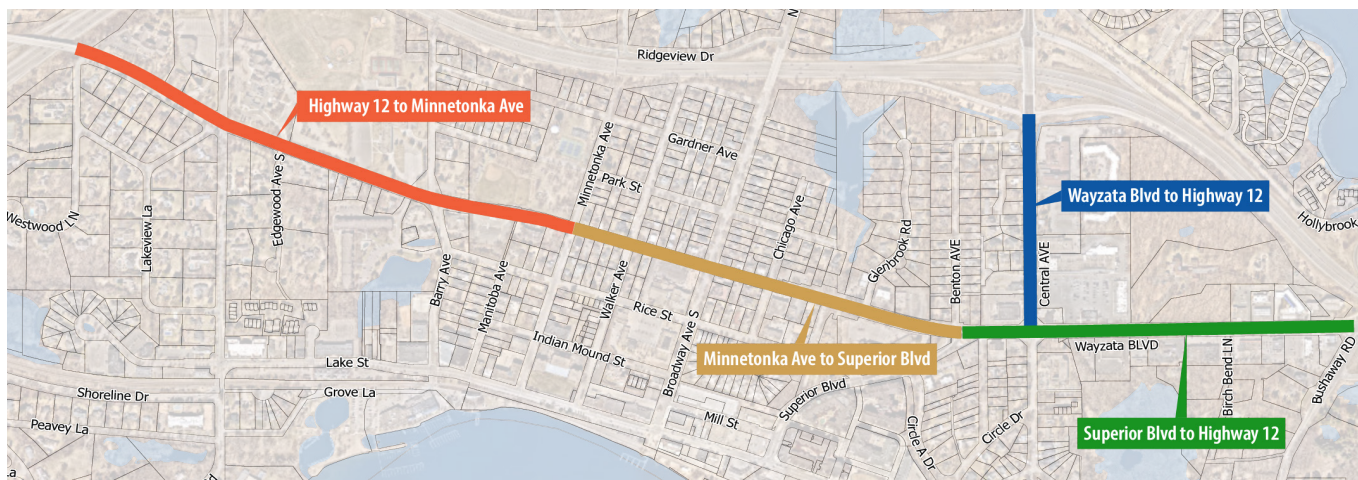 Ridgeview Dr
N
Highway 12 to Minnetonka Ave
Gardner Ave
Minnetonka Ave
Park St
Edgewood Ave S
Westwood LN
Lakeview La
Wayzata Blvd to Highway 12
Hollybrook
Chicago Ave
Glenbrook Rd
Benton AVE
Central AVE
Barry Ave
Manitoba Ave
Walker Ave
Rice St
Broadway Ave S
Indian Mound St
Minnetonka Ave to Superior Blvd
Wayzata BLVD
Birch Bend LN
Bushaway RD
Lake St
Grove La
Shoreline Dr
Peavey La
La
Mill St
Superior Blvd
Circle A Dr
Circle Dr
Superior Blvd to Highway 12